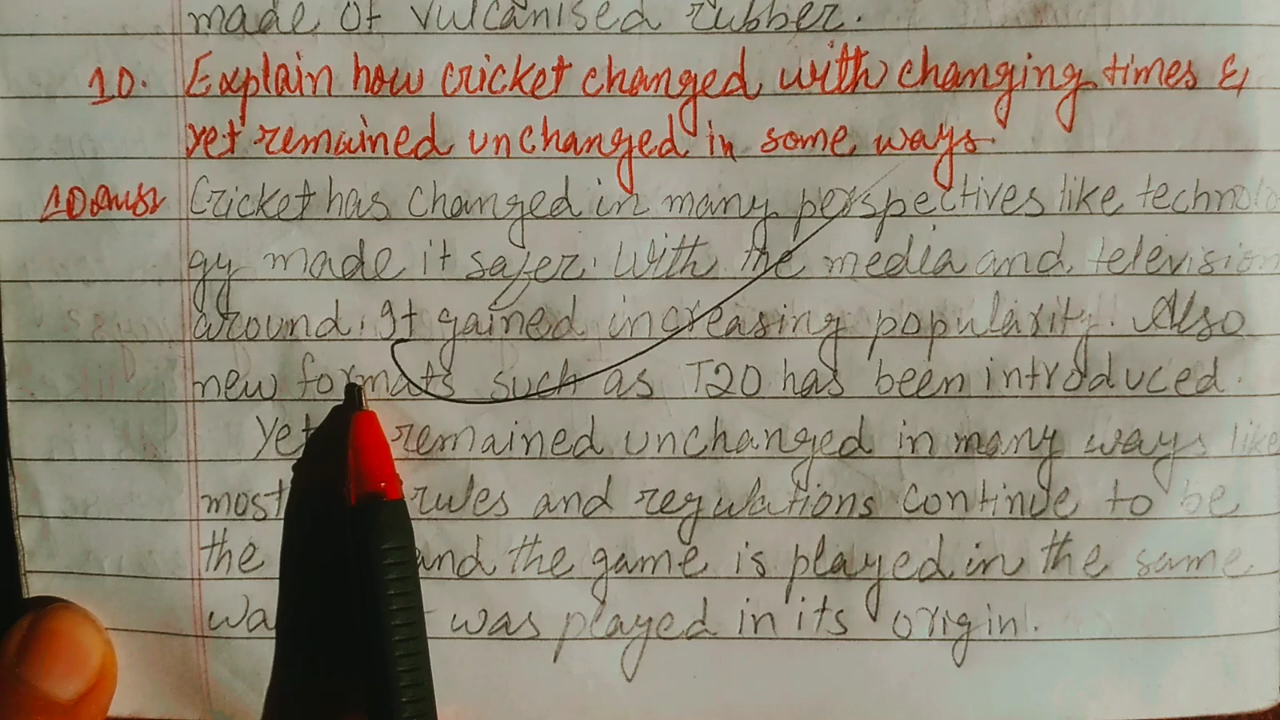 made of vulcanised rubber.
10. Explain how cricket changed with changing times &
yet remained unchanged in some ways.
10 Ans: Cricket has changed in many perspectives like technolo
gy made it safer. With the media and television
around. It gained increasing popularity. Also
new formats such as T20 has been introduced.
Yet remained unchanged in many ways like
most rules and regulations continue to be
the and the game is played in the same
was played in its origin.